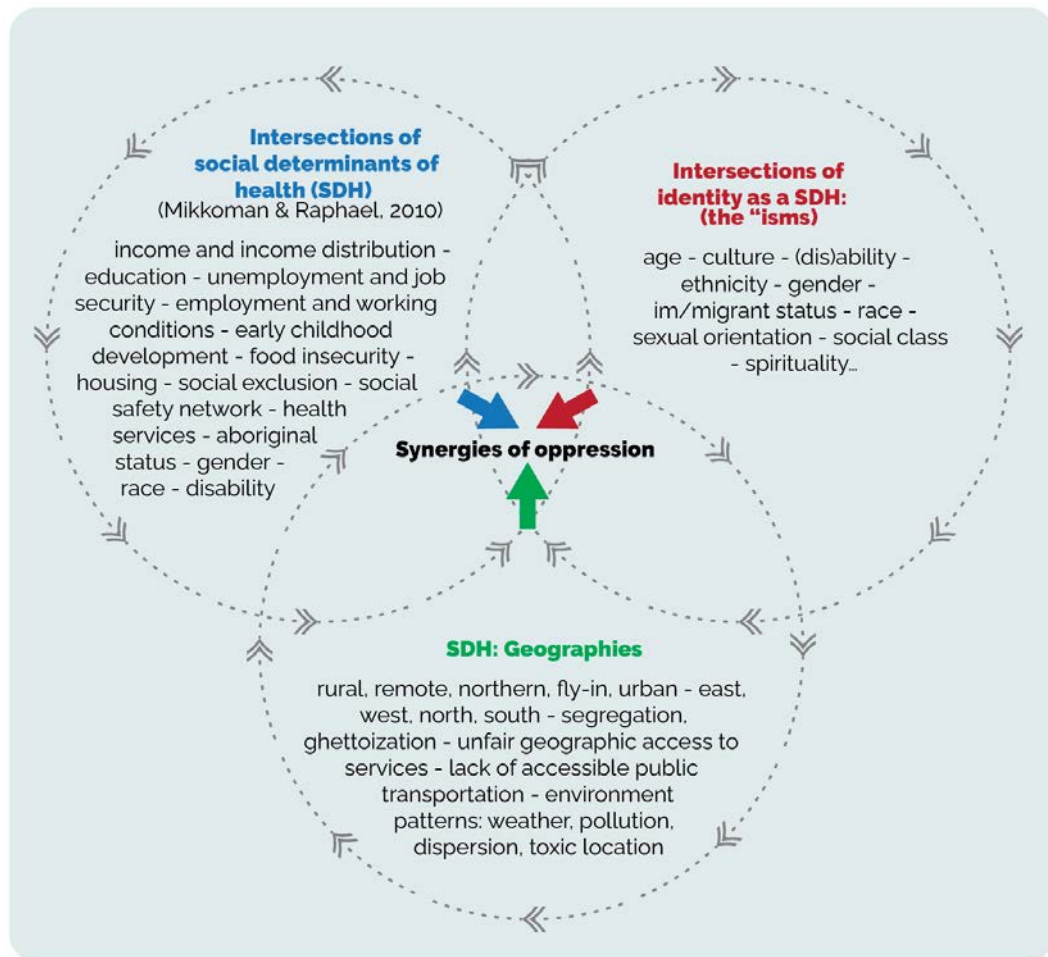 Intersections of
social determinants of
health (SDH)
(Mikkoman & Raphael, 2010)
income and income distribution -
education - unemployment and job
security - employment and working
conditions - early childhood
development - food insecurity -
housing - social exclusion - social
safety network - health
services - aboriginal
status - gender -
race - disability
Intersections of
identity as a SDH:
(the “isms)
age - culture - (dis)ability -
ethnicity - gender -
im/migrant status - race -
sexual orientation - social class
- spirituality...
Synergies of oppression
SDH: Geographies
rural, remote, northern, fly-in, urban - east,
west, north, south - segregation,
ghettoization - unfair geographic access to
services - lack of accessible public
transportation - environment
patterns: weather, pollution,
dispersion, toxic location